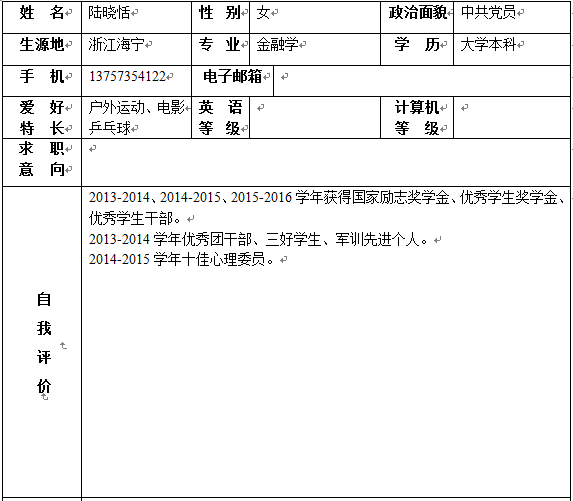 姓 名 陆晓恬 性 别 女 政治面貌 中共党员
生源地 浙江海宁 专 业 金融学 学 历 大学本科
手 机 13757354122 电子邮箱
爱 好 户外运动、电影 英 语 计算机
特 长 乒乓球 等 级 等 级
求 职
意 向
2013-2014、2014-2015、2015-2016 学年获得国家励志奖学金、优秀学生奖学金、
优秀学生干部。
2013-2014 学年优秀团干部、三好学生、军训先进个人。
2014-2015 学年十佳心理委员。
自
我
评
价